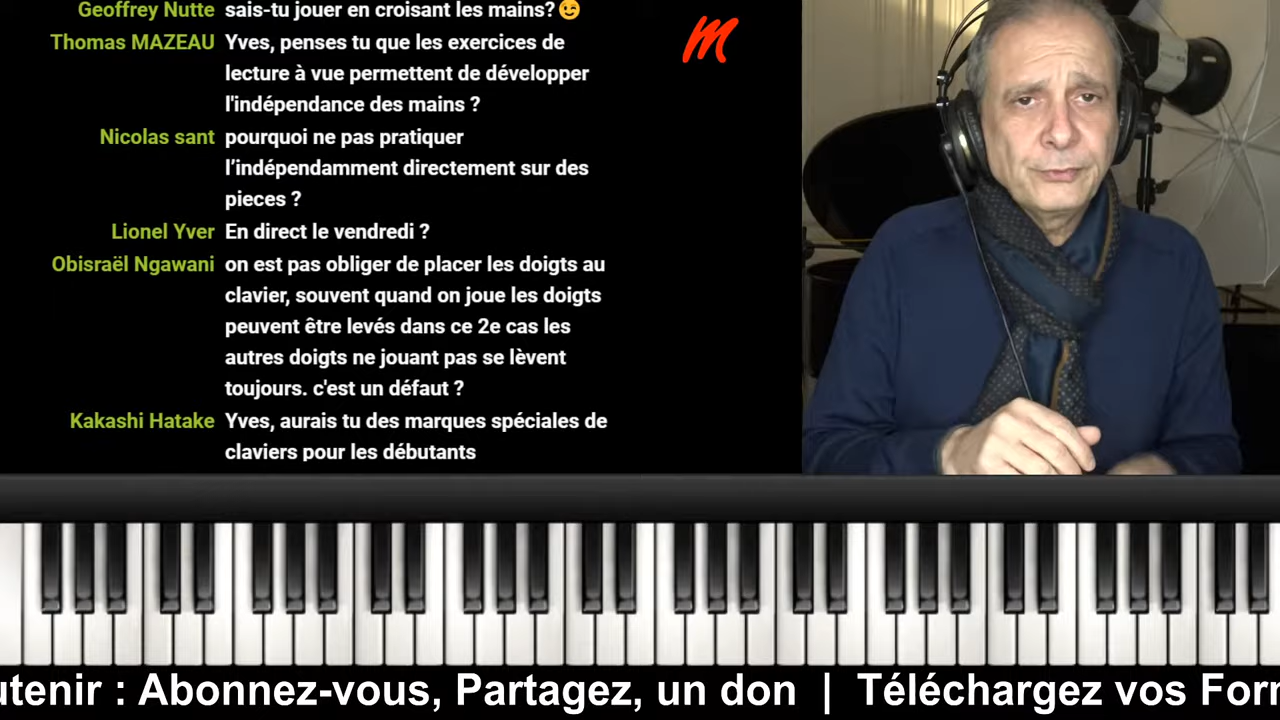 Geoffrey Nutte sais-tu jouer en croisant les mains?😉
Thomas MAZEAU Yves, penses tu que les exercices de
lecture à vue permettent de développer
l'indépendance des mains ?
Nicolas sant pourquoi ne pas pratiquer
l’indépendamment directement sur des
pieces ?
Lionel Yver En direct le vendredi ?
Obisraël Ngawani on est pas obliger de placer les doigts au
clavier, souvent quand on joue les doigts
peuvent être levés dans ce 2e cas les
autres doigts ne jouant pas se lèvent
toujours. c'est un défaut ?
Kakashi Hatake Yves, aurais tu des marques spéciales de
claviers pour les débutants
m
utenir : Abonnez-vous, Partagez, un don | Téléchargez vos Forr